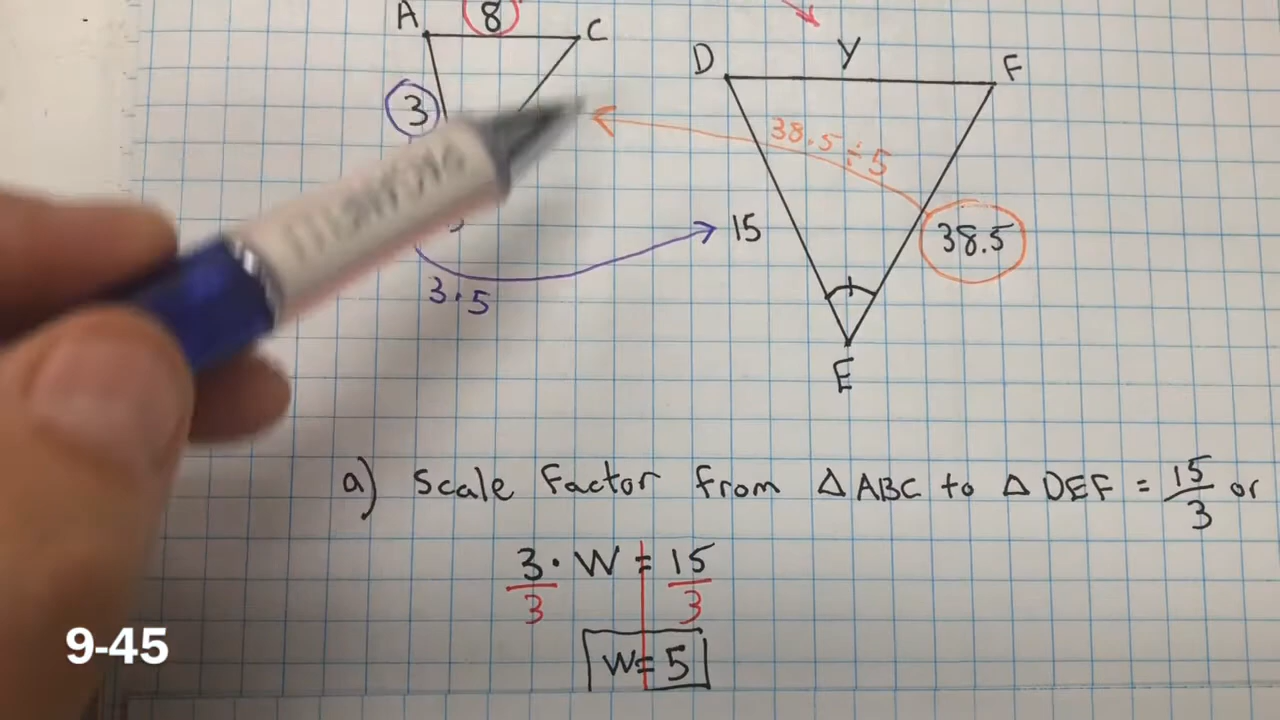 A 8 C
D y F
3
38.5÷5
15
38.5
3.5
E
a) Scale Factor from △ABC to △DEF = 15/3 or
3 · W = 15
3 3
W = 5
9-45